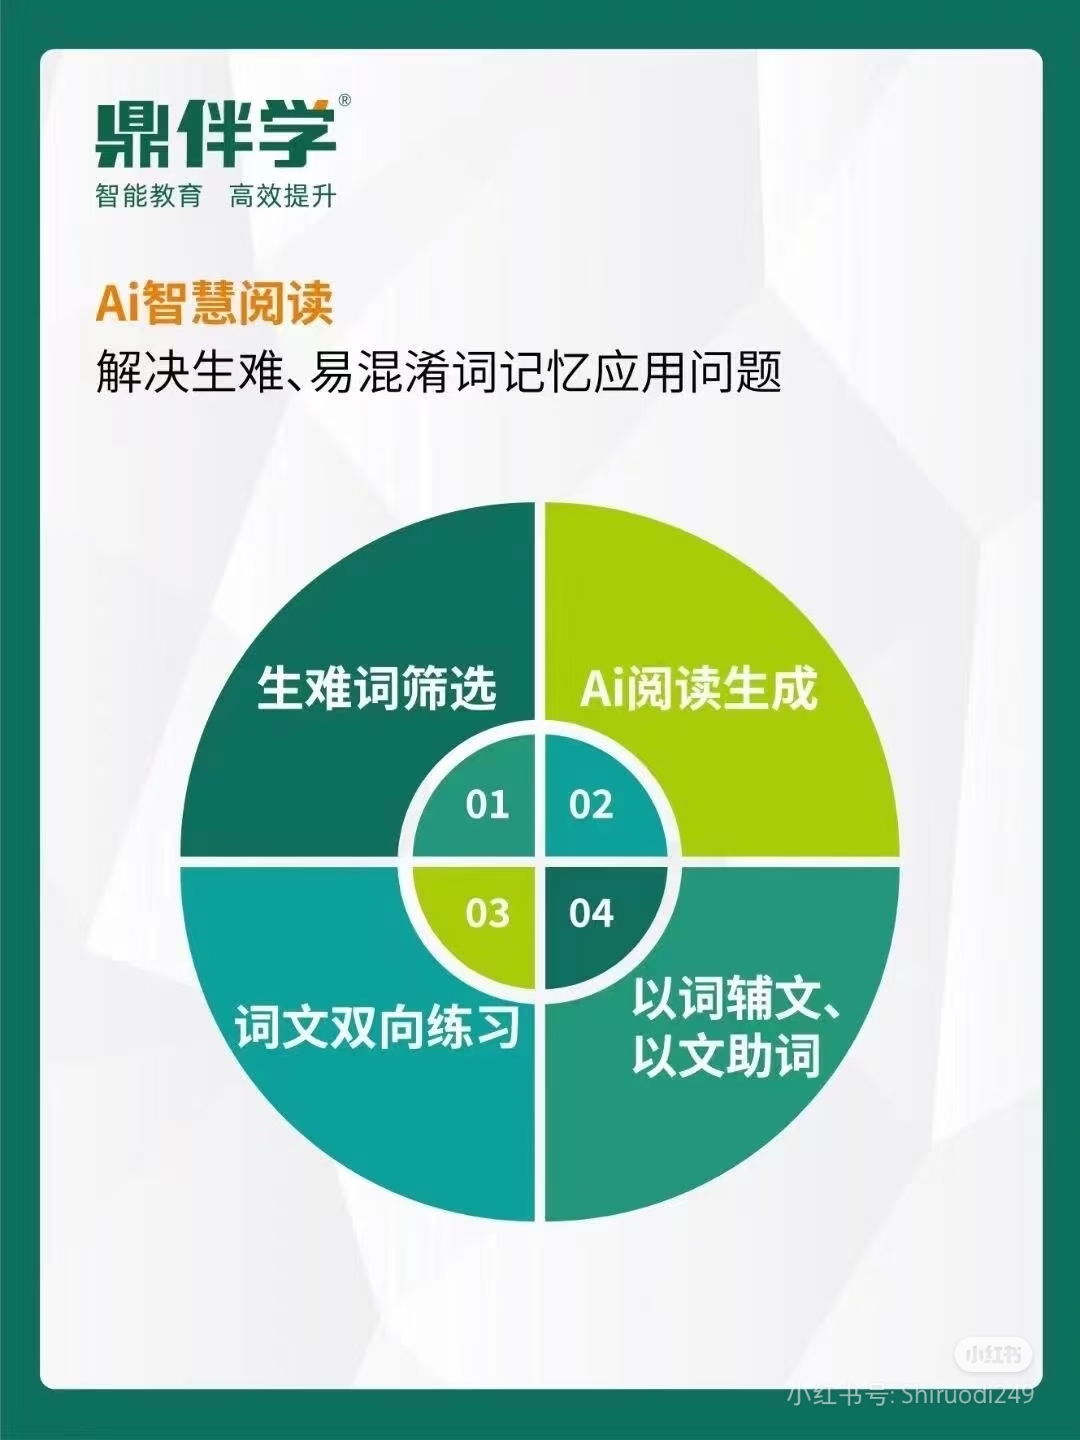 鼎伴学®
智能教育 高效提升
Ai智慧阅读
解决生难、易混淆词记忆应用问题
生难词筛选
Ai阅读生成
01
02
03
04
词文双向练习
以词辅文、
以文助词
小红书
小红书号: Shiruodi249